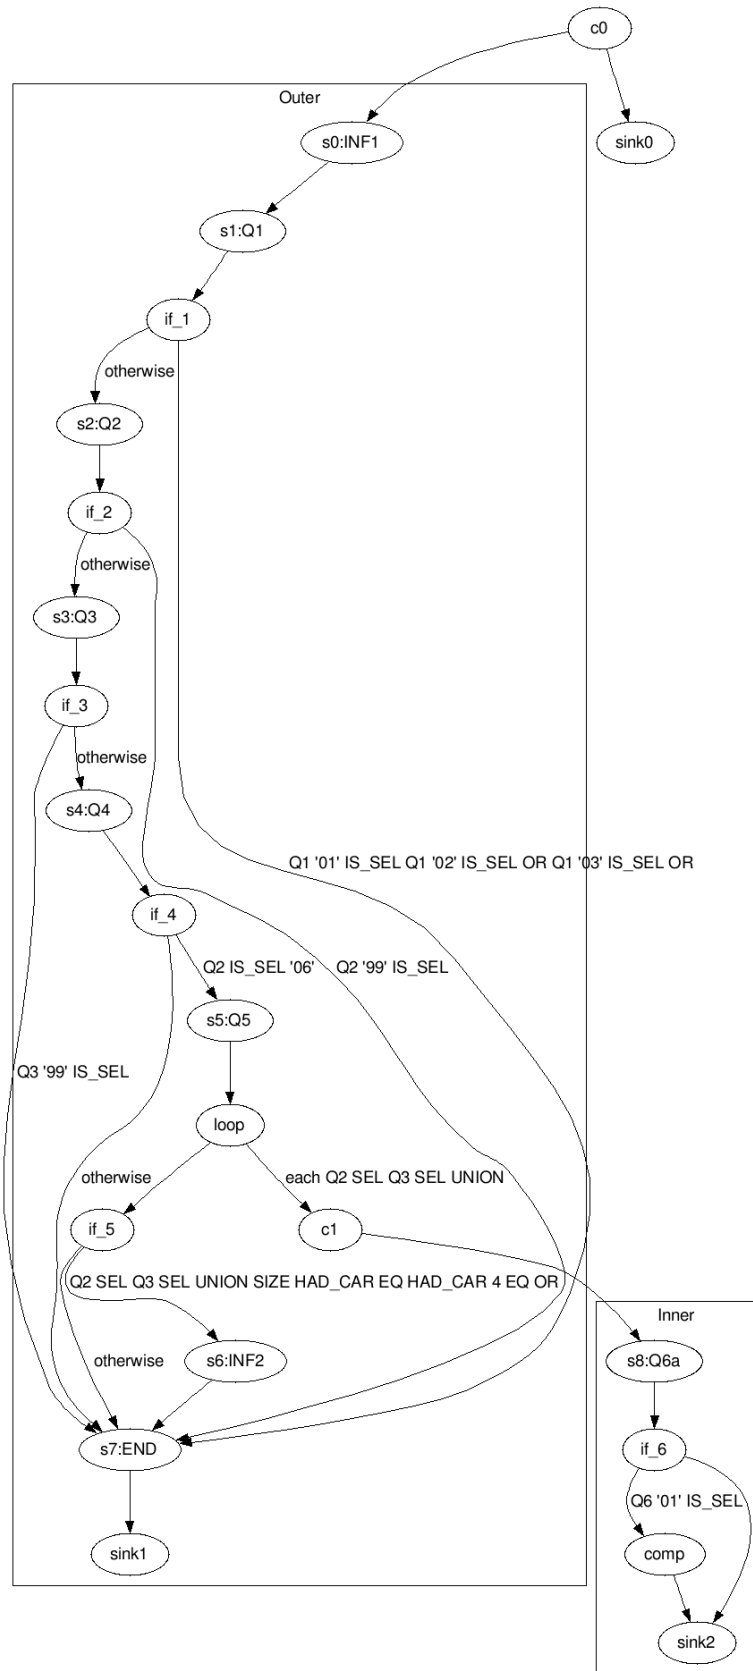 c0
Outer
s0:INF1
sink0
s1:Q1
if_1
otherwise
s2:Q2
if_2
otherwise
s3:Q3
if_3
otherwise
s4:Q4
Q1 '01' IS_SEL Q1 '02' IS_SEL OR Q1 '03' IS_SEL OR
if_4
Q2 IS_SEL '06'
Q2 '99' IS_SEL
s5:Q5
Q3 '99' IS_SEL
loop
otherwise
each Q2 SEL Q3 SEL UNION
if_5
c1
Q2 SEL Q3 SEL UNION SIZE HAD_CAR EQ HAD_CAR 4 EQ OR
Inner
otherwise
s6:INF2
s8:Q6a
s7:END
if_6
Q6 '01' IS_SEL
sink1
comp
sink2